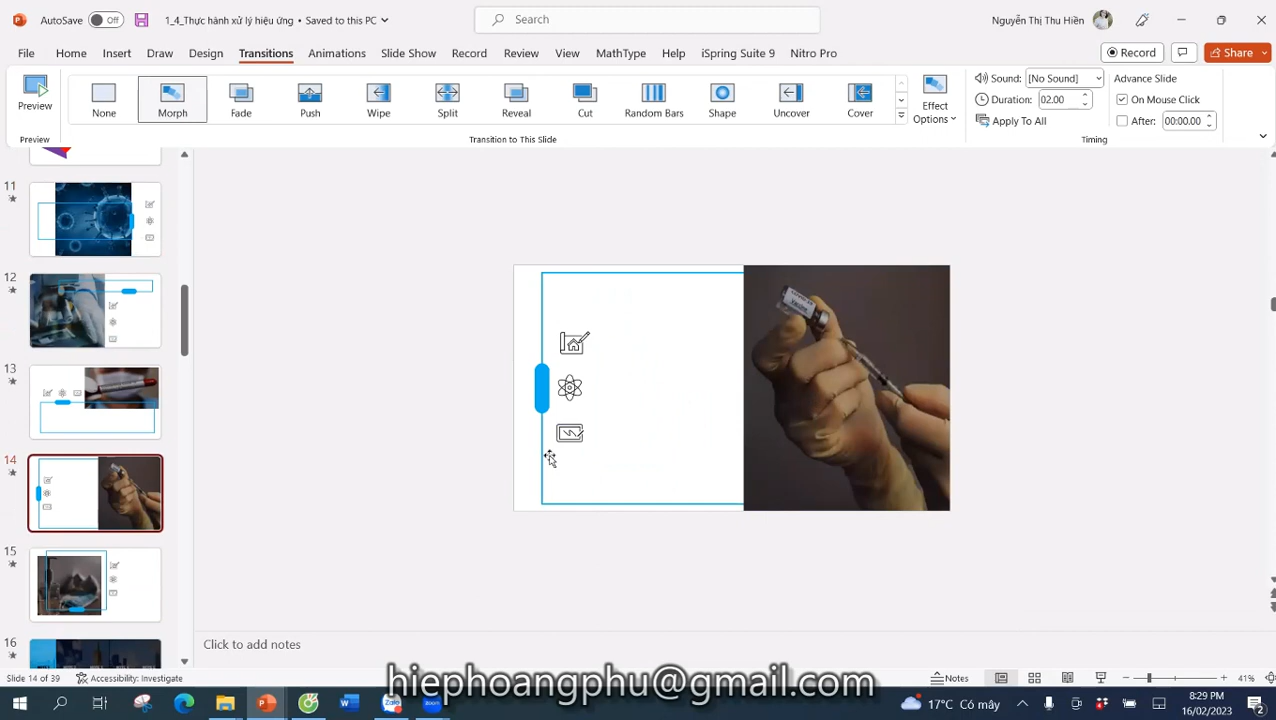 AutoSave Off 1_4_Thực hành xử lý hiệu ứng • Saved to this PC Search Nguyễn Thị Thu Hiền
File Home Insert Draw Design Transitions Animations Slide Show Record Review View MathType Help iSpring Suite 9 Nitro Pro Record Share
Preview None Morph Fade Push Wipe Split Reveal Cut Random Bars Shape Uncover Cover Effect Options
Sound: [No Sound] Advance Slide
Duration: 02.00 On Mouse Click
Apply To All After: 00:00.00
Preview Transition to This Slide Timing
11
12
13
14
15
16
Click to add notes
Slide 14 of 39 Accessibility: Investigate Notes 41%
hiephoangphu@gmail.com
Zalo zoom 17°C Có mây 8:29 PM
16/02/2023 2